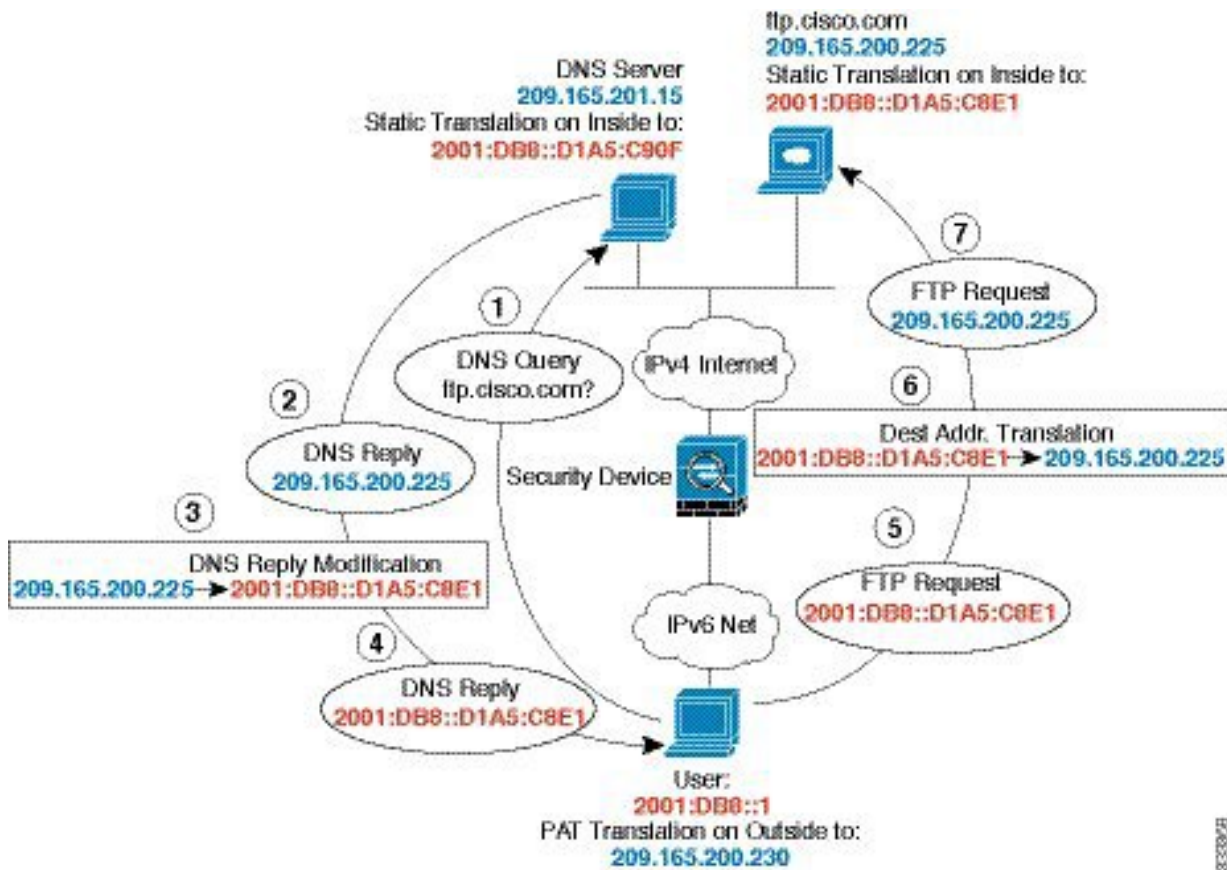 ftp.cisco.com
209.165.200.225
Static Translation on Inside to:
2001:DB8::D1A5:C8E1
DNS Server
209.165.201.15
Static Translation on Inside to:
2001:DB8::D1A5:C90F
7
FTP Request
209.165.200.225
1
DNS Query
ftp.cisco.com?
IPv4 Internet
2
DNS Reply
209.165.200.225
6
Dest Addr. Translation
2001:DB8::D1A5:C8E1 → 209.165.200.225
Security Device
3
DNS Reply Modification
209.165.200.225 → 2001:DB8::D1A5:C8E1
5
FTP Request
2001:DB8::D1A5:C8E1
IPv6 Net
4
DNS Reply
2001:DB8::D1A5:C8E1
User:
2001:DB8::1
PAT Translation on Outside to:
209.165.200.230